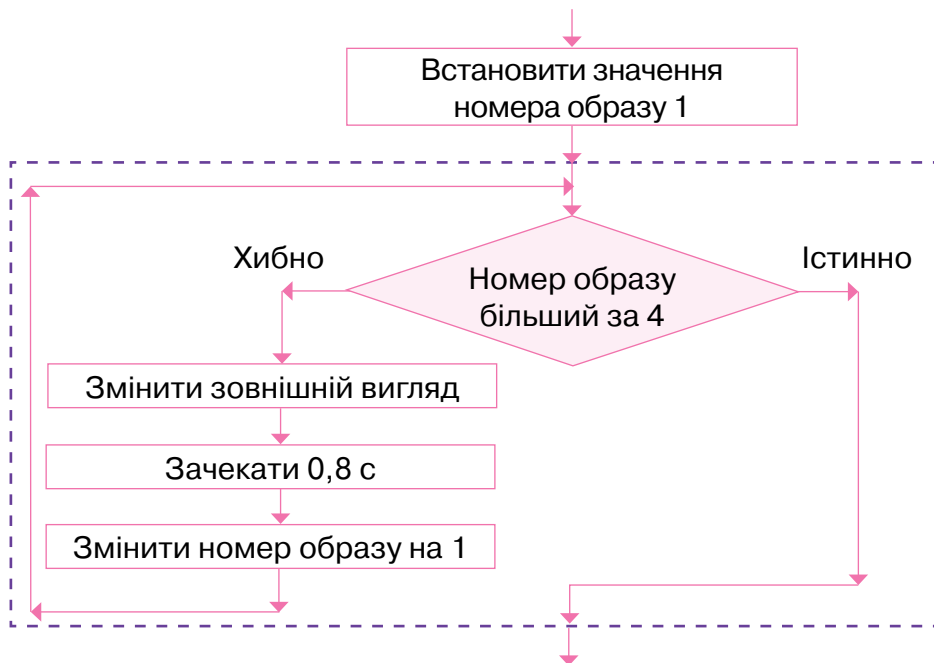 Встановити значення
номера образу 1
Хибно
Істинно
Номер образу
більший за 4
Змінити зовнішній вигляд
Зачекати 0,8 с
Змінити номер образу на 1